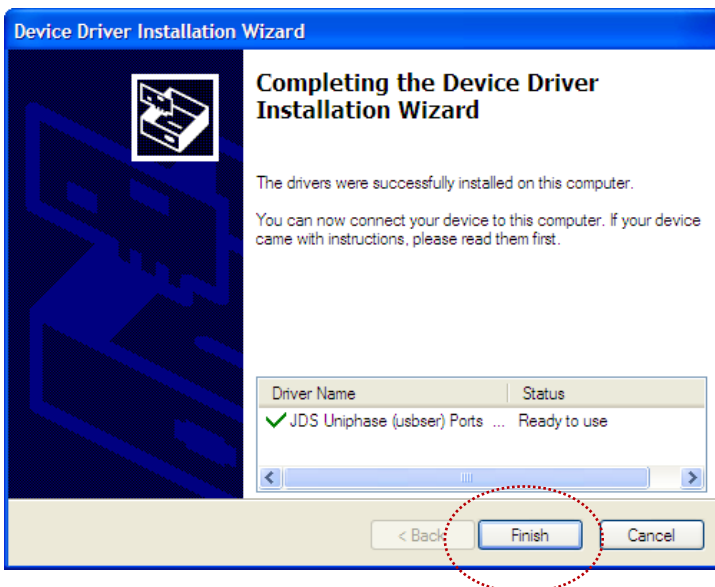 Device Driver Installation Wizard
Completing the Device Driver
Installation Wizard
The drivers were successfully installed on this computer.
You can now connect your device to this computer. If your device
came with instructions, please read them first.
Driver Name Status
JDS Uniphase (usbser) Ports ... Ready to use
< Back Finish Cancel